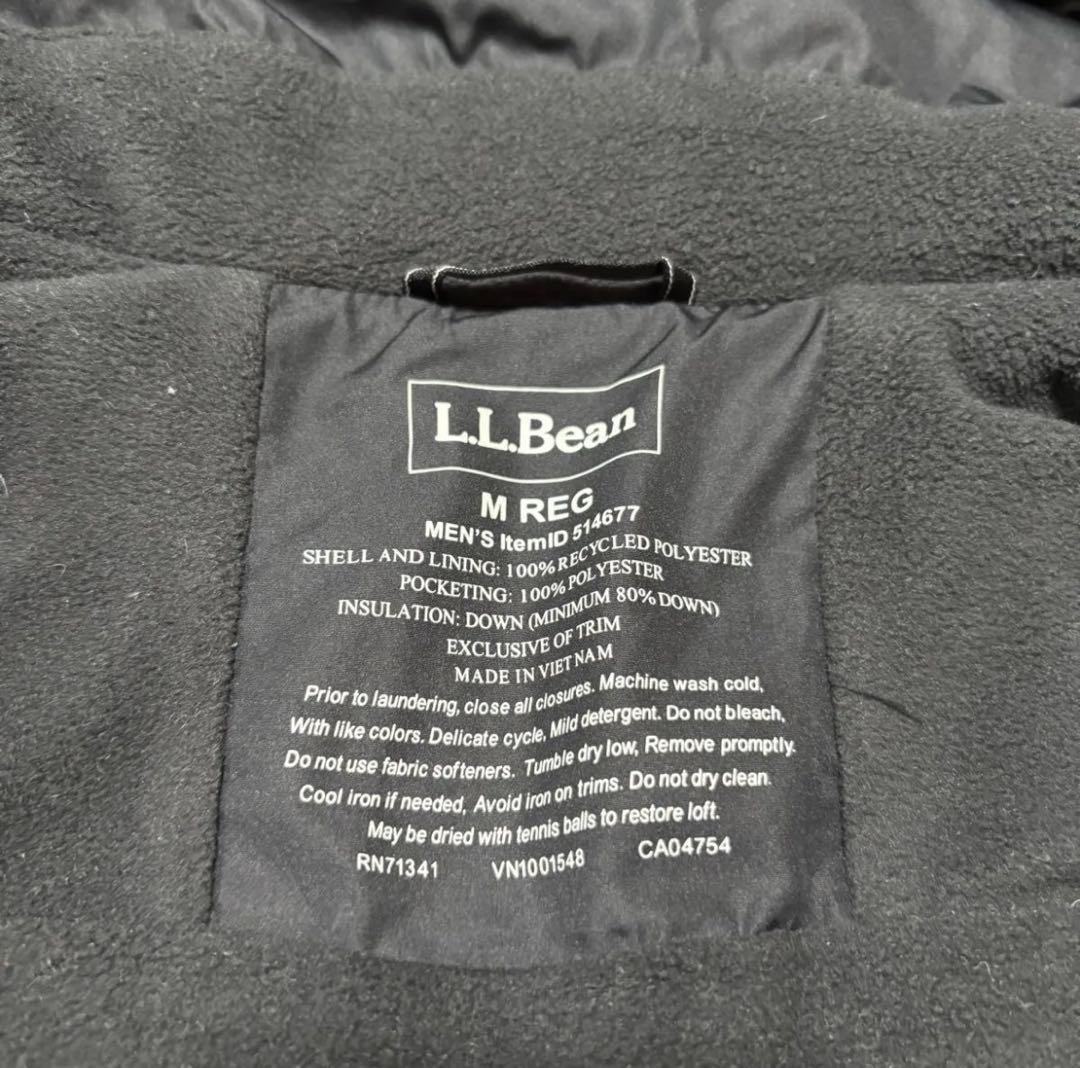 L.L.Bean
M REG
MEN'S ItemID 514677
SHELL AND LINING: 100% RECYCLED POLYESTER
POCKETING: 100% POLYESTER
INSULATION: DOWN (MINIMUM 80% DOWN)
EXCLUSIVE OF TRIM
MADE IN VIET NAM
Prior to laundering, close all closures. Machine wash cold,
With like colors. Delicate cycle, Mild detergent. Do not bleach,
Do not use fabric softeners. Tumble dry low, Remove promptly.
Cool iron if needed, Avoid iron on trims. Do not dry clean.
May be dried with tennis balls to restore loft.
RN71341 VN1001548 CA04754